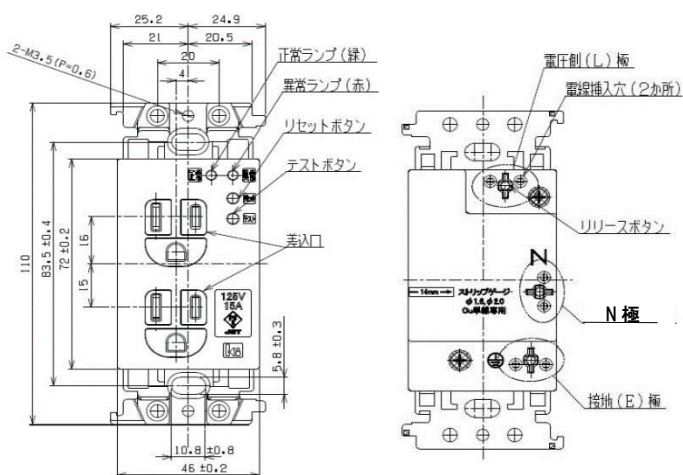 25.2
24.9
21
20.5
20
4
2-M3.5(P=0.6)
正常ランプ(緑)
異常ランプ(赤)
リセットボタン
テストボタン
差込口
110
83.5 ±0.4
72 ±0.2
16
15
125V
15A
JET
5.8 ±0.3
10.8 ±0.8
46 ±0.2
電圧側(L)極
電線挿入穴(2か所)
リリースボタン
N
14mm
ストリップゲージ
φ1.6,φ2.0
Cu単線専用
N極
接地(E)極